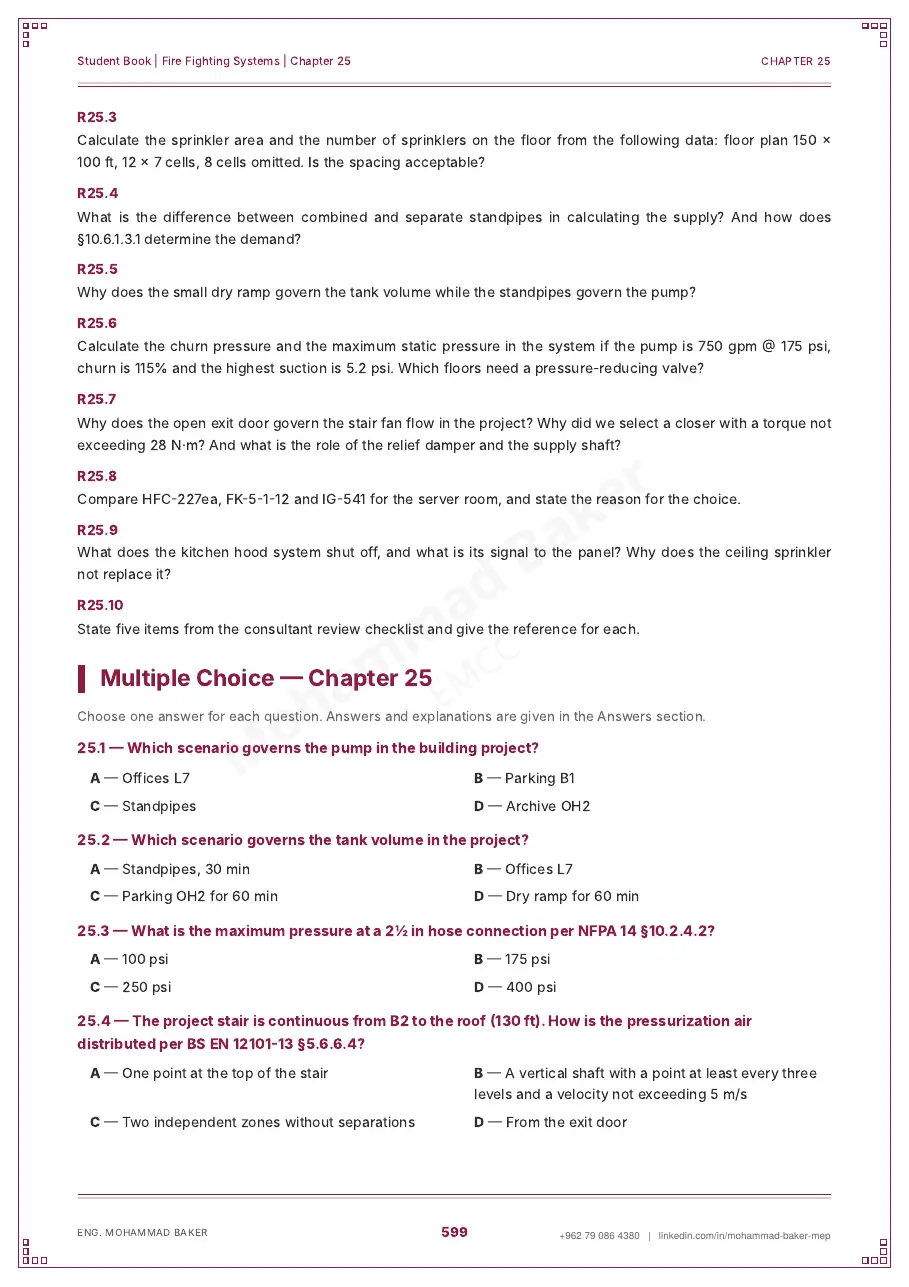 Student Book | Fire Fighting Systems | Chapter 25
CHAPTER 25
R25.3
Calculate the sprinkler area and the number of sprinklers on the floor from the following data: floor plan 150 ×
100 ft, 12 × 7 cells, 8 cells omitted. Is the spacing acceptable?
R25.4
What is the difference between combined and separate standpipes in calculating the supply? And how does
§10.6.1.3.1 determine the demand?
R25.5
Why does the small dry ramp govern the tank volume while the standpipes govern the pump?
R25.6
Calculate the churn pressure and the maximum static pressure in the system if the pump is 750 gpm @ 175 psi,
churn is 115% and the highest suction is 5.2 psi. Which floors need a pressure-reducing valve?
R25.7
Why does the open exit door govern the stair fan flow in the project? Why did we select a closer with a torque not
exceeding 28 N·m? And what is the role of the relief damper and the supply shaft?
R25.8
Compare HFC-227ea, FK-5-1-12 and IG-541 for the server room, and state the reason for the choice.
R25.9
What does the kitchen hood system shut off, and what is its signal to the panel? Why does the ceiling sprinkler
not replace it?
R25.10
State five items from the consultant review checklist and give the reference for each.
Mohammad Baker
EMCC
Multiple Choice — Chapter 25
Choose one answer for each question. Answers and explanations are given in the Answers section.
25.1 — Which scenario governs the pump in the building project?
A — Offices L7
B — Parking B1
C — Standpipes
D — Archive OH2
25.2 — Which scenario governs the tank volume in the project?
A — Standpipes, 30 min
B — Offices L7
C — Parking OH2 for 60 min
D — Dry ramp for 60 min
25.3 — What is the maximum pressure at a 2½ in hose connection per NFPA 14 §10.2.4.2?
A — 100 psi
B — 175 psi
C — 250 psi
D — 400 psi
25.4 — The project stair is continuous from B2 to the roof (130 ft). How is the pressurization air
distributed per BS EN 12101-13 §5.6.6.4?
A — One point at the top of the stair
B — A vertical shaft with a point at least every three
levels and a velocity not exceeding 5 m/s
C — Two independent zones without separations
D — From the exit door
ENG. MOHAMMAD BAKER
599
+962 79 086 4380 | linkedin.com/in/mohammad-baker-mep